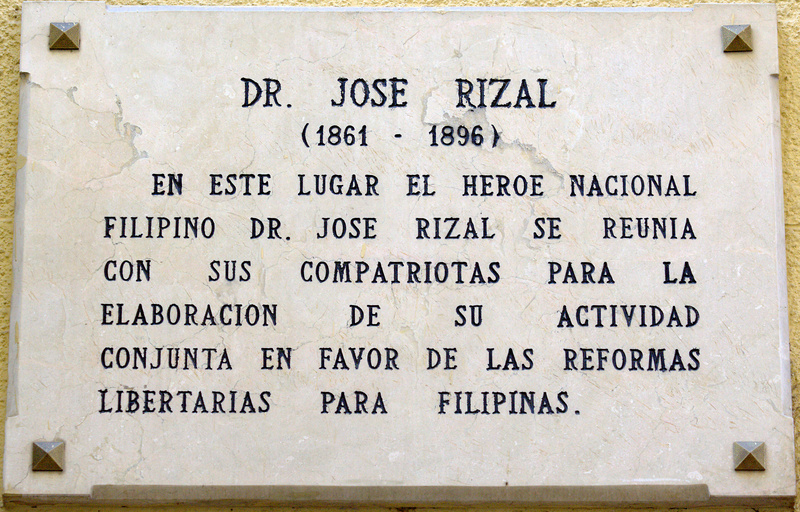 DR. JOSE RIZAL
(1861 - 1896)
EN ESTE LUGAR EL HEROE NACIONAL
FILIPINO DR. JOSE RIZAL SE REUNIA
CON SUS COMPATRIOTAS PARA LA
ELABORACION DE SU ACTIVIDAD
CONJUNTA EN FAVOR DE LAS REFORMAS
LIBERTARIAS PARA FILIPINAS.